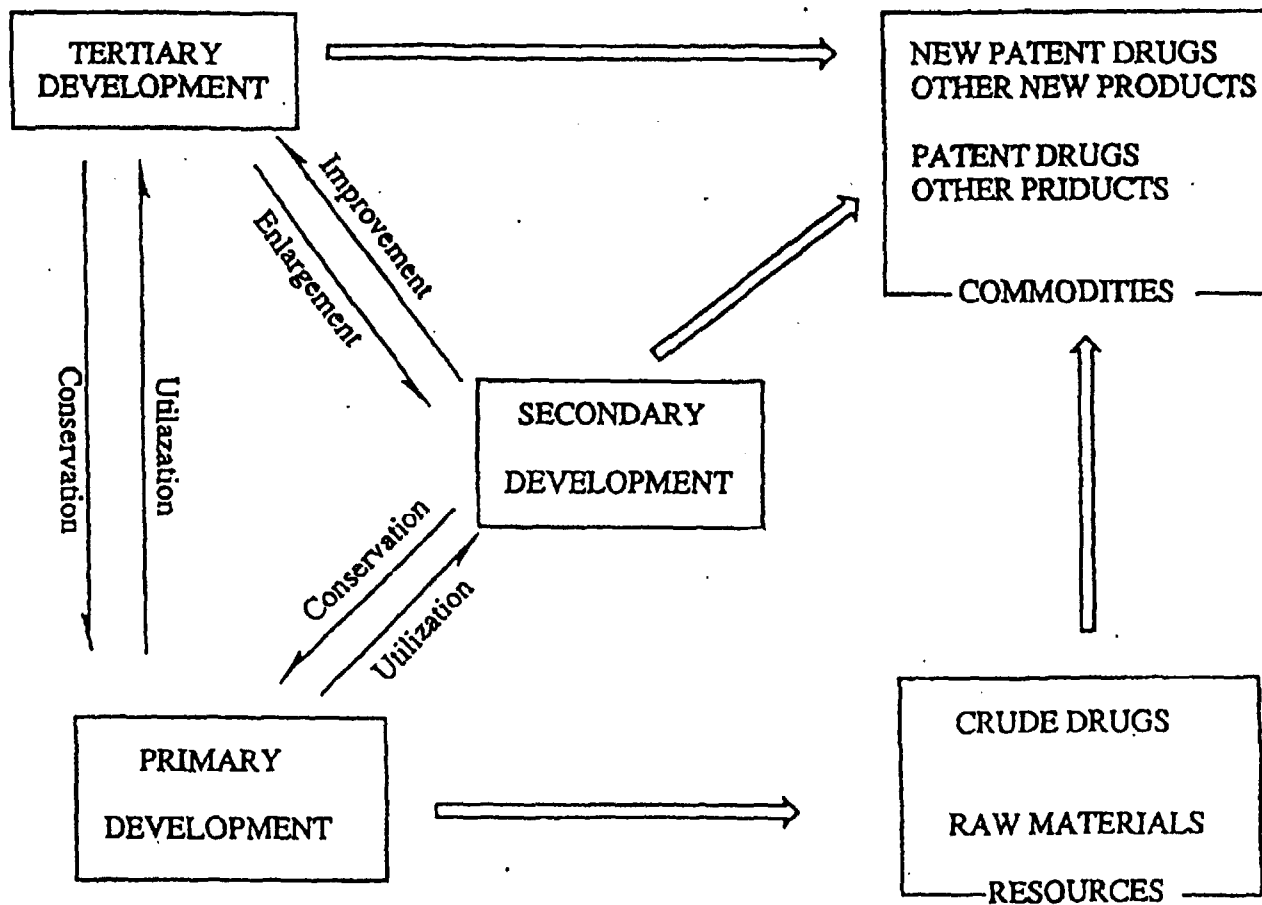 TERTIARY
DEVELOPMENT
NEW PATENT DRUGS
OTHER NEW PRODUCTS
PATENT DRUGS
OTHER PRIDUCTS
COMMODITIES
Improvement
Enlargement
Conservation
Utilazation
SECONDARY
DEVELOPMENT
Conservation
Utilization
PRIMARY
DEVELOPMENT
CRUDE DRUGS
RAW MATERIALS
RESOURCES